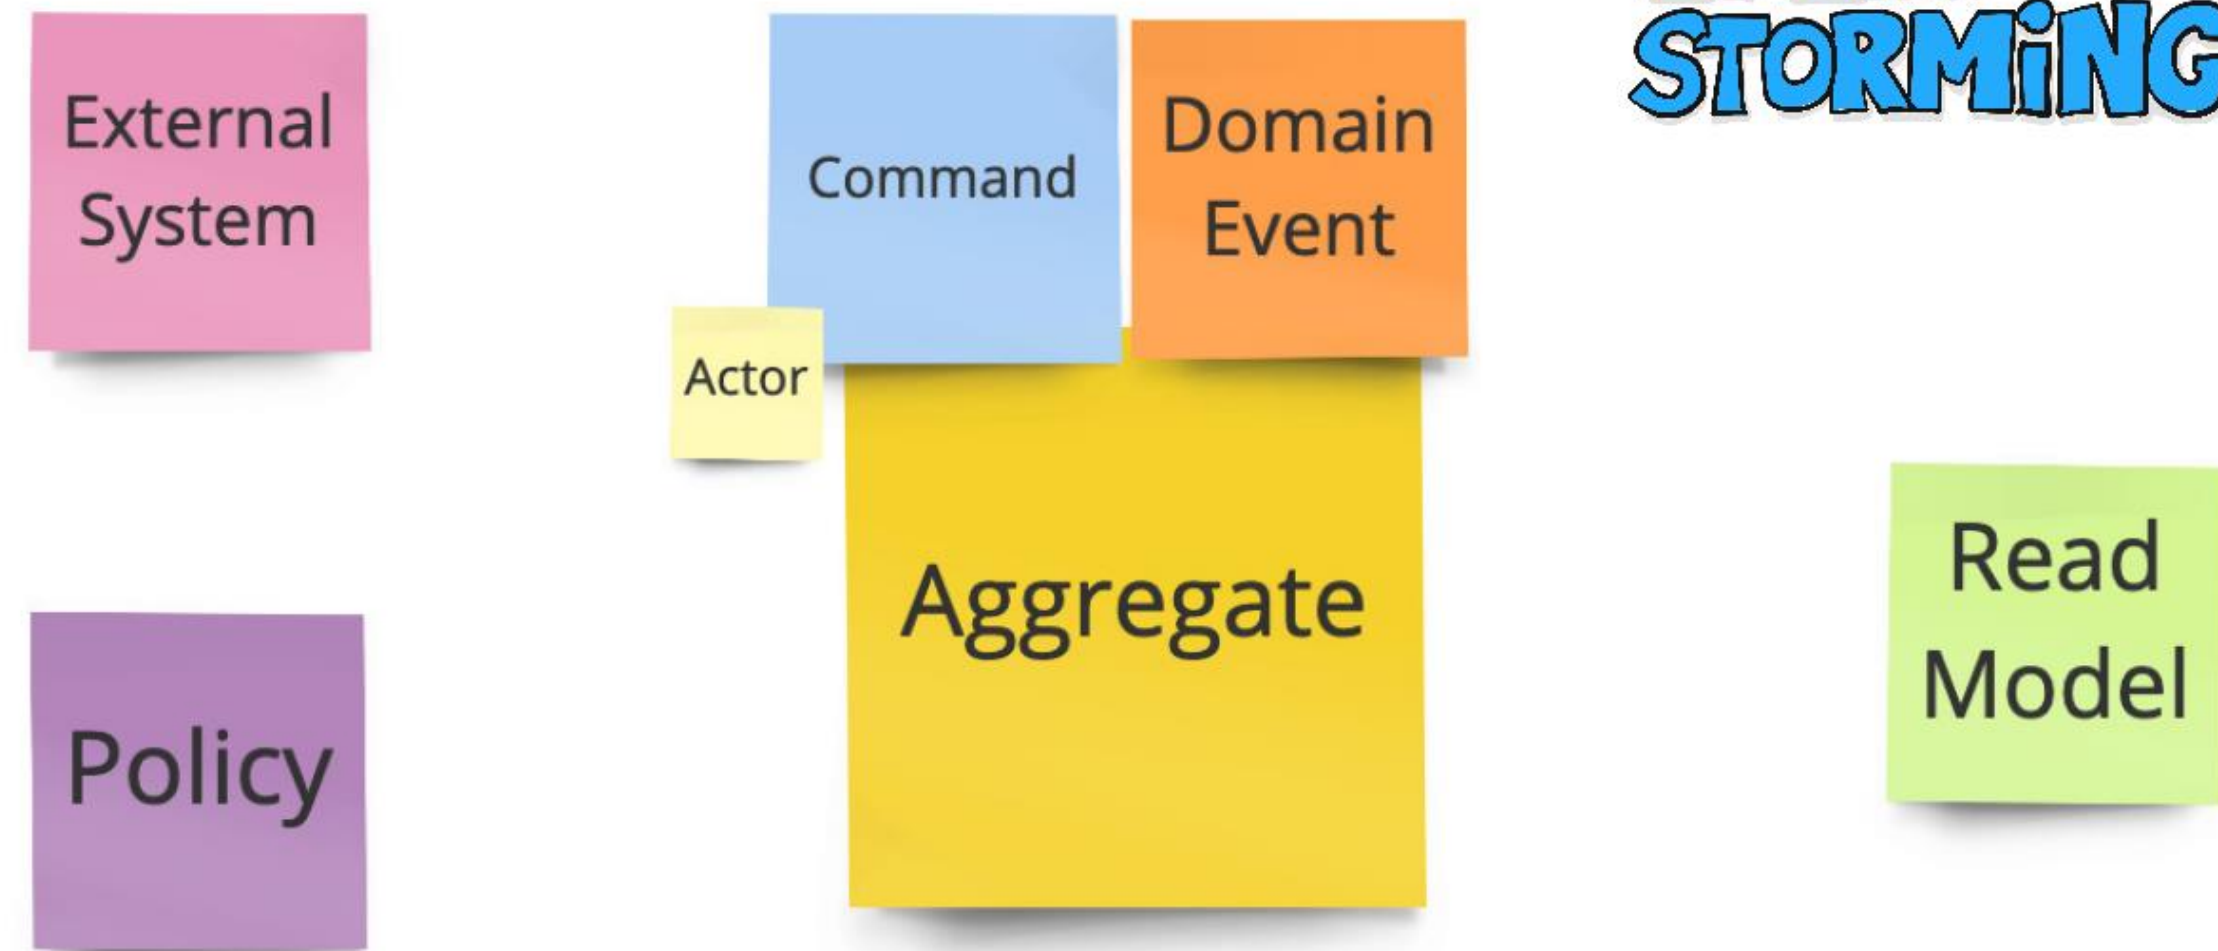 STORMiNG
External
System
Command
Domain
Event
Actor
Aggregate
Read
Model
Policy